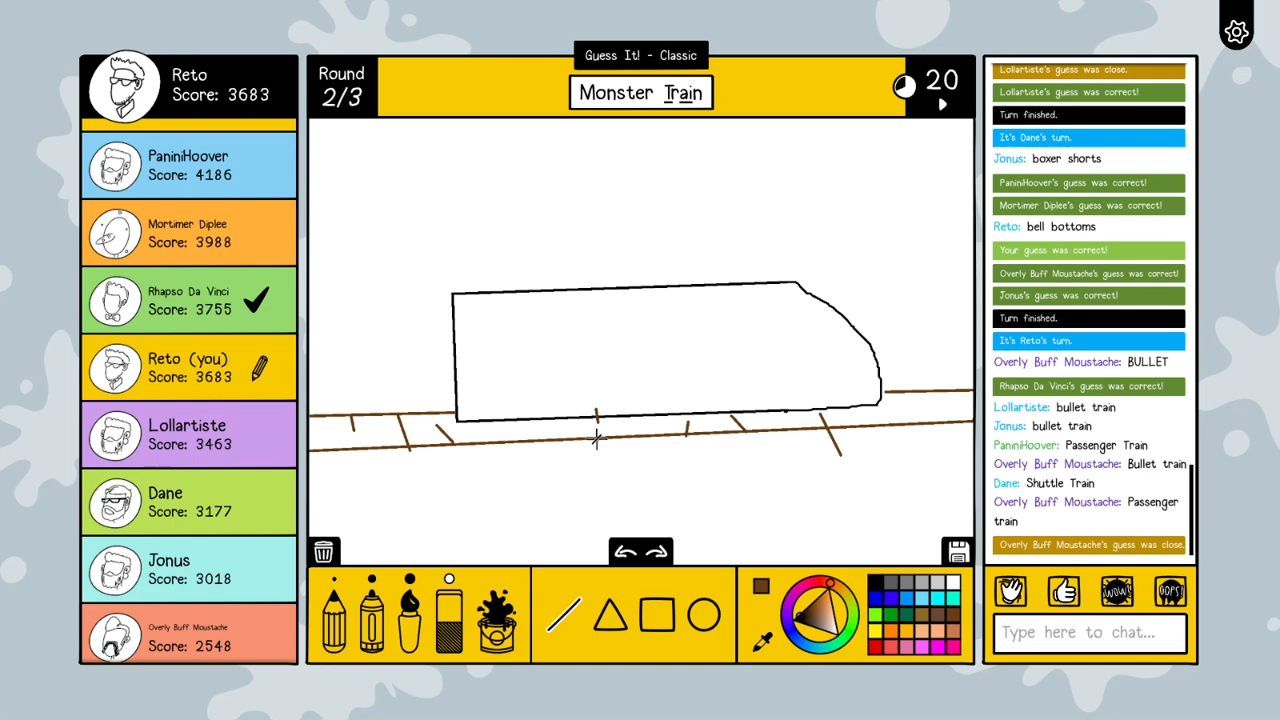 Guess It! - Classic
Reto
Score: 3683
Round
2/3
Monster Train
20
PaniniHoover
Score: 4186
Mortimer Diplee
Score: 3988
Rhapso Da Vinci
Score: 3755
Reto (you)
Score: 3683
Lollartiste
Score: 3463
Dane
Score: 3177
Jonus
Score: 3018
Overly Buff Moustache
Score: 2548
Lollartiste's guess was close.
Lollartiste's guess was correct!
Turn finished.
It's Dane's turn.
Jonus: boxer shorts
PaniniHoover's guess was correct!
Mortimer Diplee's guess was correct!
Reto: bell bottoms
Your guess was correct!
Overly Buff Moustache's guess was correct!
Jonus's guess was correct!
Turn finished.
It's Reto's turn.
Overly Buff Moustache: BULLET
Rhapso Da Vinci's guess was correct!
Lollartiste: bullet train
Jonus: bullet train
PaniniHoover: Passenger Train
Overly Buff Moustache: Bullet train
Dane: Shuttle Train
Overly Buff Moustache: Passenger
train
Overly Buff Moustache's guess was close.
WOW!
OOPS!
Type here to chat...